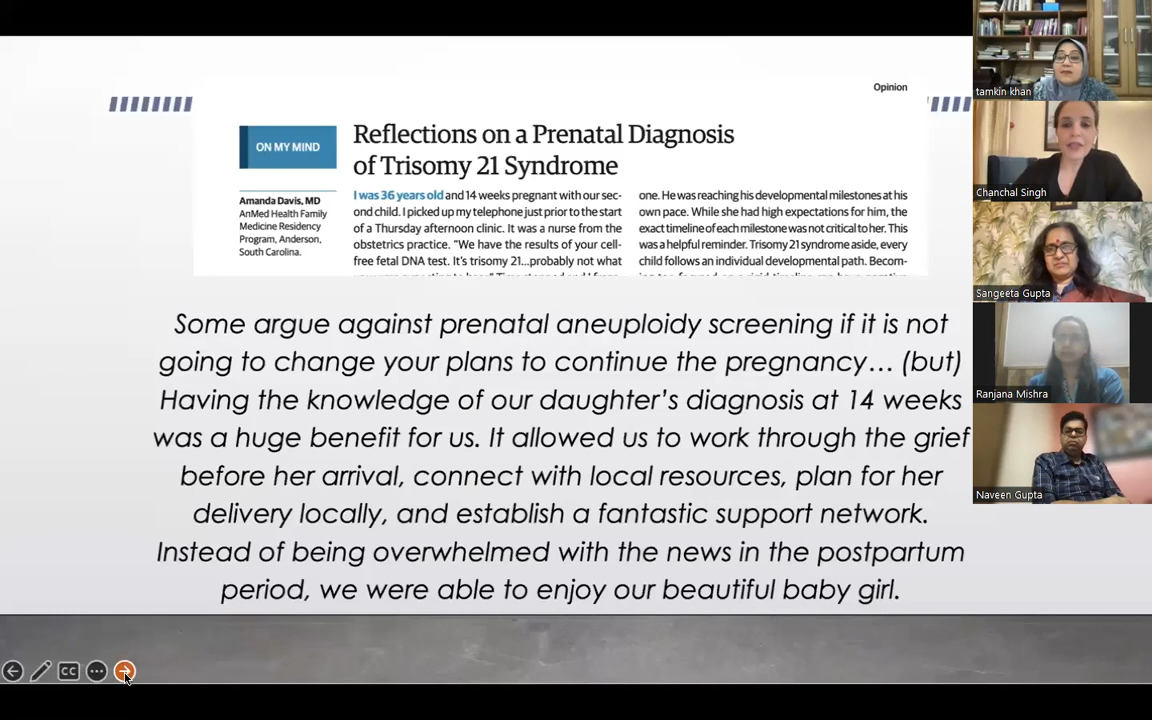 Opinion
ON MY MIND
Reflections on a Prenatal Diagnosis
of Trisomy 21 Syndrome
Amanda Davis, MD
AnMed Health Family
Medicine Residency
Program, Anderson,
South Carolina.
I was 36 years old and 14 weeks pregnant with our sec-
ond child. I picked up my telephone just prior to the start
of a Thursday afternoon clinic. It was a nurse from the
obstetrics practice. "We have the results of your cell-
free fetal DNA test. It's trisomy 21...probably not what
one. He was reaching his developmental milestones at his
own pace. While she had high expectations for him, the
exact timeline of each milestone was not critical to her. This
was a helpful reminder. Trisomy 21 syndrome aside, every
child follows an individual developmental path. Becom-
Some argue against prenatal aneuploidy screening if it is not
going to change your plans to continue the pregnancy... (but)
Having the knowledge of our daughter's diagnosis at 14 weeks
was a huge benefit for us. It allowed us to work through the grief
before her arrival, connect with local resources, plan for her
delivery locally, and establish a fantastic support network.
Instead of being overwhelmed with the news in the postpartum
period, we were able to enjoy our beautiful baby girl.
tamkin khan
Chanchal Singh
Sangeeta Gupta
Ranjana Mishra
Naveen Gupta
CC